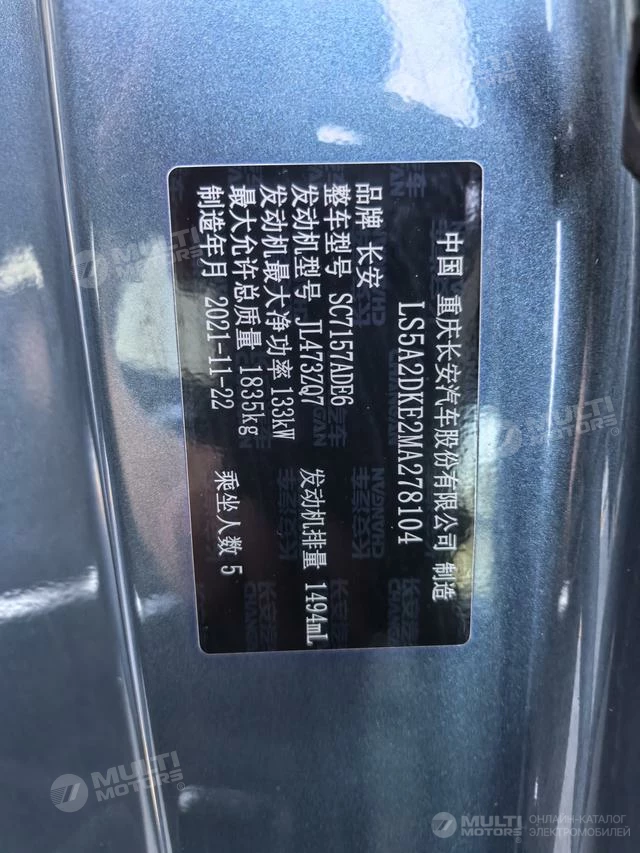 中国 重庆长安汽车股份有限公司 制造
LS5A2DKE2MA278104
品牌 长安
整车型号 SC7157ADE6
发动机型号 JL473ZQ7 发动机排量 1494mL
发动机最大净功率 133kW
最大允许总质量 1835kg 乘坐人数 5
制造年月 2021-11-22
MULTI MOTORS®
MULTI MOTORS
ОНЛАЙН-КАТАЛОГ ЭЛЕКТРОМОБИЛЕЙ